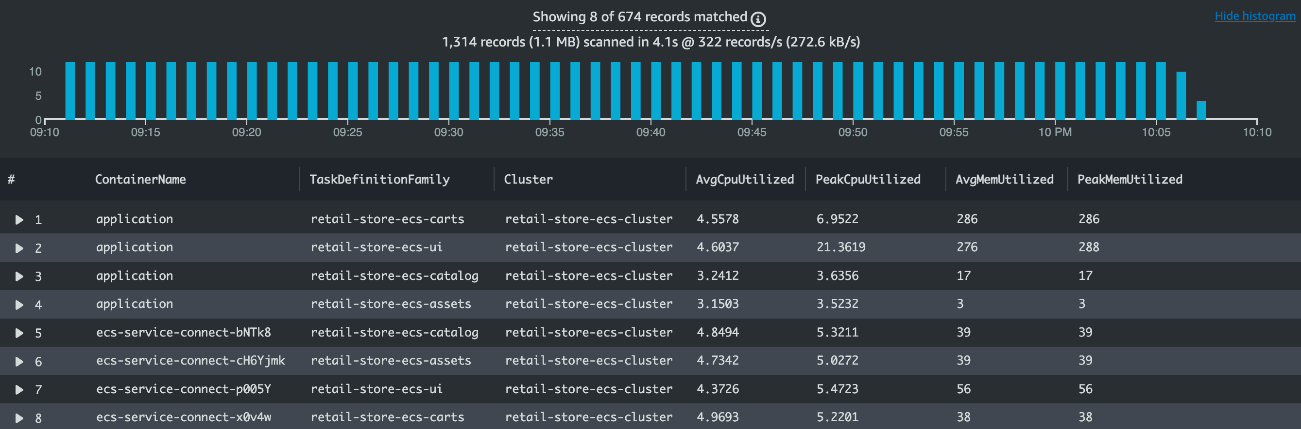 Showing 8 of 674 records matched
Hide histogram
1,314 records (1.1 MB) scanned in 4.1s @ 322 records/s (272.6 kB/s)
10
5
0
09:10 09:15 09:20 09:25 09:30 09:35 09:40 09:45 09:50 09:55 10 PM 10:05 10:10
# ContainerName TaskDefinitionFamily Cluster AvgCpuUtilized PeakCpuUtilized AvgMemUtilized PeakMemUtilized
1 application retail-store-ecs-carts retail-store-ecs-cluster 4.5578 6.9522 286 286
2 application retail-store-ecs-ui retail-store-ecs-cluster 4.6037 21.3619 276 288
3 application retail-store-ecs-catalog retail-store-ecs-cluster 3.2412 3.6356 17 17
4 application retail-store-ecs-assets retail-store-ecs-cluster 3.1503 3.5232 3 3
5 ecs-service-connect-bNTk8 retail-store-ecs-catalog retail-store-ecs-cluster 4.8494 5.3211 39 39
6 ecs-service-connect-cH6Yjmk retail-store-ecs-assets retail-store-ecs-cluster 4.7342 5.0272 39 39
7 ecs-service-connect-p005Y retail-store-ecs-ui retail-store-ecs-cluster 4.3726 5.4723 56 56
8 ecs-service-connect-x0v4w retail-store-ecs-carts retail-store-ecs-cluster 4.9693 5.2201 38 38